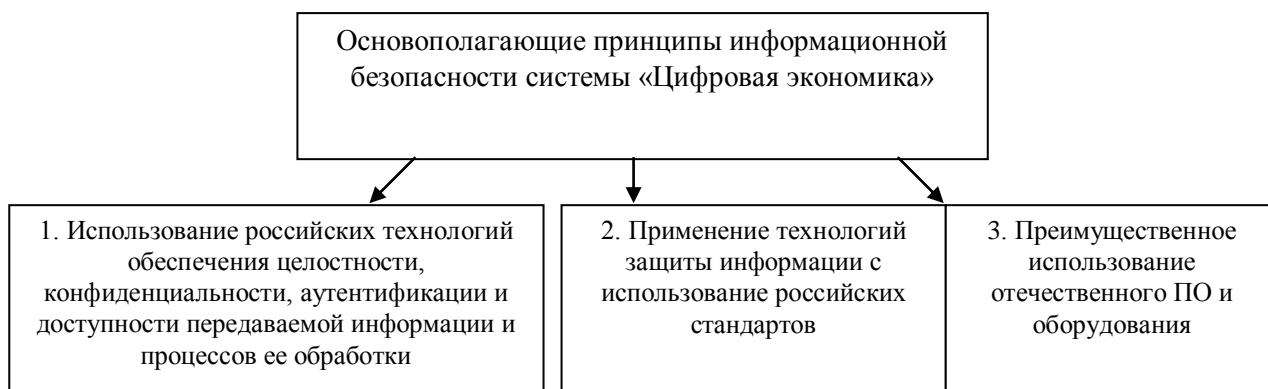 Основополагающие принципы информационной
безопасности системы «Цифровая экономика»
1. Использование российских технологий
обеспечения целостности,
конфиденциальности, аутентификации и
доступности передаваемой информации и
процессов ее обработки
2. Применение технологий
защиты информации с
использование российских
стандартов
3. Преимущественное
использование
отечественного ПО и
оборудования